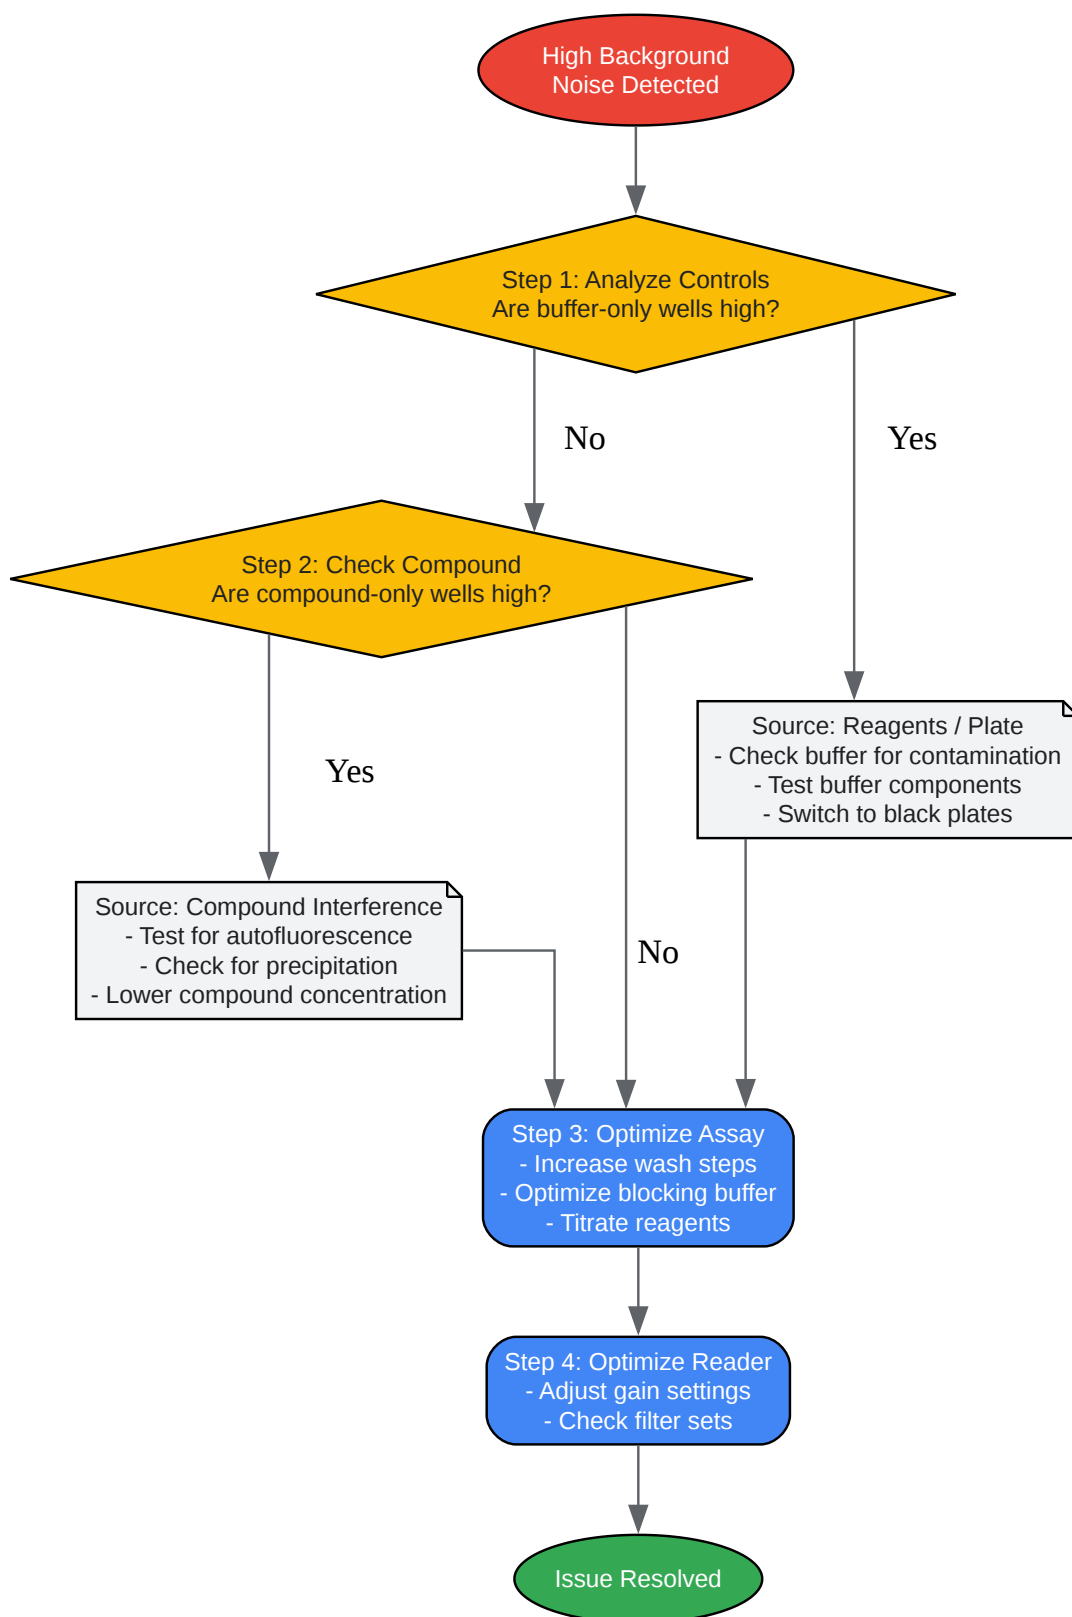 High Background
Noise Detected
Step 1: Analyze Controls
Are buffer-only wells high?
No
Yes
Step 2: Check Compound
Are compound-only wells high?
Source: Reagents / Plate
- Check buffer for contamination
- Test buffer components
- Switch to black plates
Yes
Source: Compound Interference
- Test for autofluorescence
- Check for precipitation
- Lower compound concentration
No
Step 3: Optimize Assay
- Increase wash steps
- Optimize blocking buffer
- Titrate reagents
Step 4: Optimize Reader
- Adjust gain settings
- Check filter sets
Issue Resolved